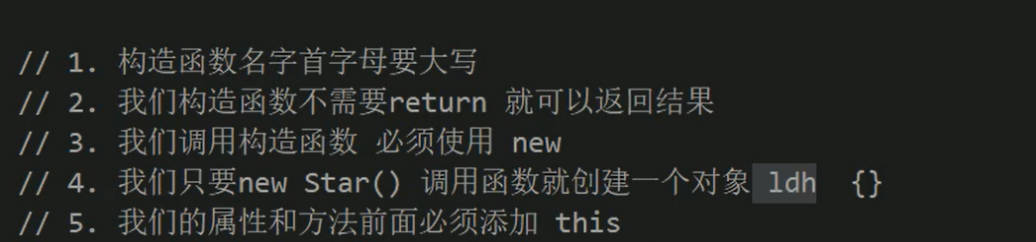 // 1. 构造函数名字首字母要大写
// 2. 我们构造函数不需要return 就可以返回结果
// 3. 我们调用构造函数 必须使用 new
// 4. 我们只要new Star() 调用函数就创建一个对象 ldh  {}
// 5. 我们的属性和方法前面必须添加 this